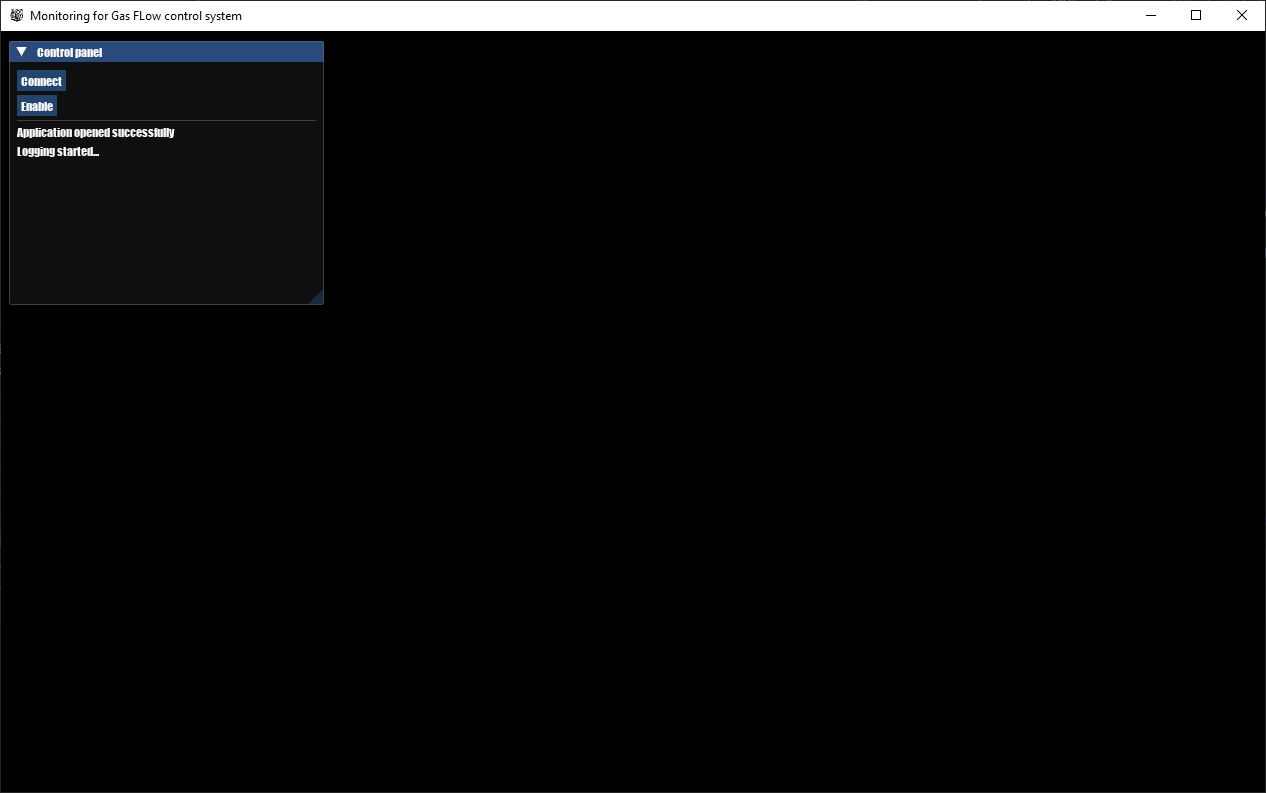 Monitoring for Gas FLow control system
Control panel
Connect
Enable
Application opened successfully
Logging started...